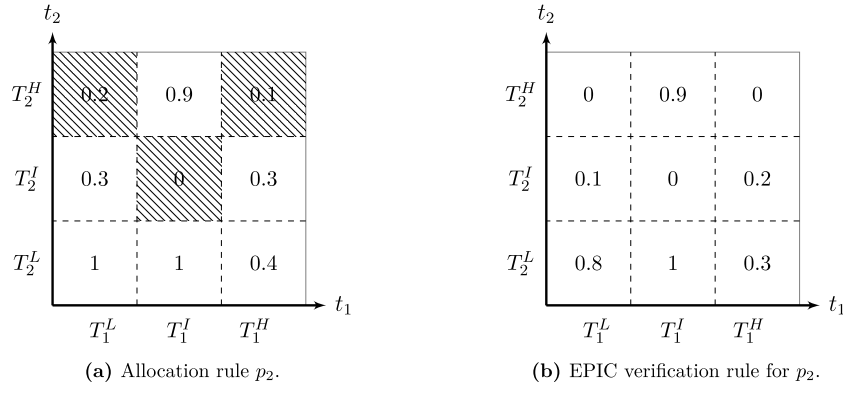 t₂ t₂
T₂ᴴ 0.2 0.9 0.1 T₂ᴴ 0 0.9 0
T₂ᴵ 0.3 0 0.3 T₂ᴵ 0.1 0 0.2
T₂ᴸ 1 1 0.4 T₂ᴸ 0.8 1 0.3
t₁ t₁
T₁ᴸ T₁ᴵ T₁ᴴ T₁ᴸ T₁ᴵ T₁ᴴ
(a) Allocation rule p₂. (b) EPIC verification rule for p₂.